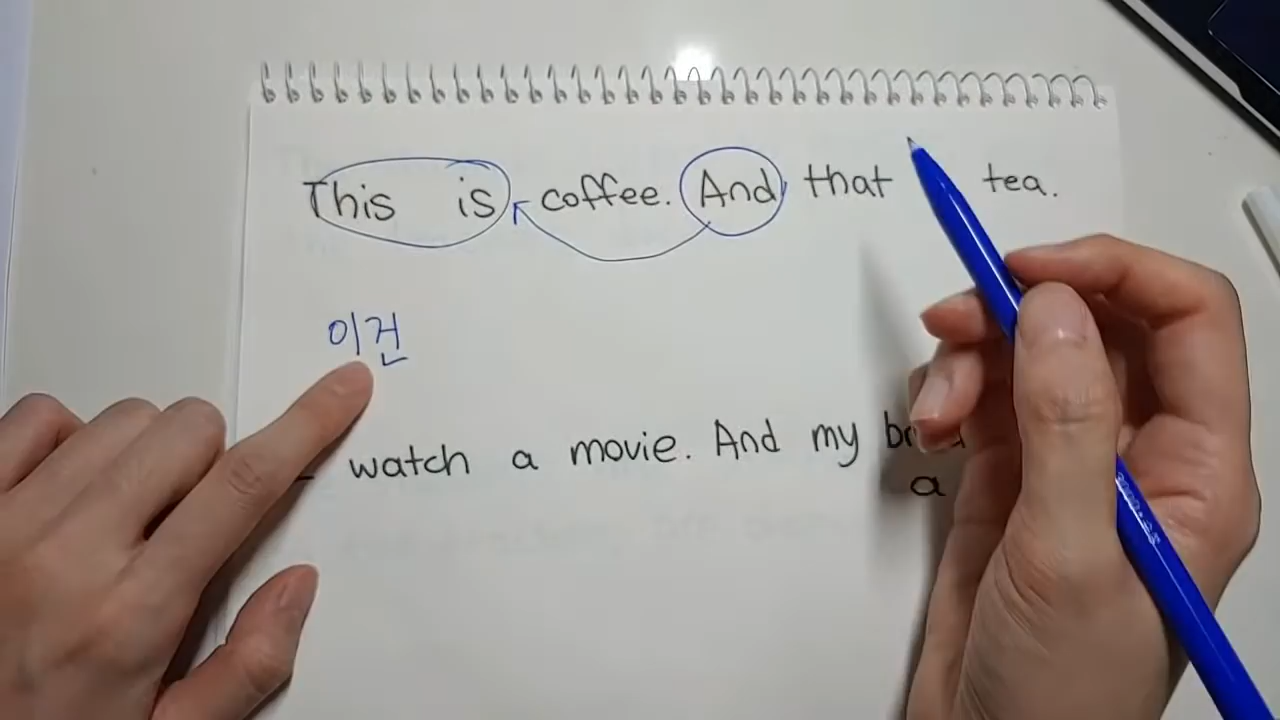 This is coffee. And that tea.
이건
watch a movie. And my
a